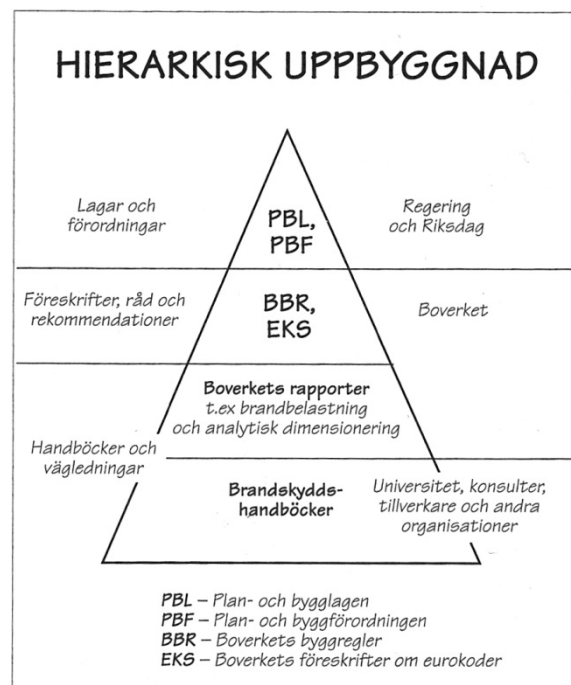 HIERARKISK UPPBYGGNAD
Lagar och
förordningar
PBL,
PBF
Regering
och Riksdag
Föreskrifter, råd och
rekommendationer
BBR,
EKS
Boverket
Boverkets rapporter
t.ex brandbelastning
och analytisk dimensionering
Handböcker och
vägledningar
Brandskydds-
handböcker
Universitet, konsulter,
tillverkare och andra
organisationer
PBL – Plan- och bygglagen
PBF – Plan- och byggförordningen
BBR – Boverkets byggregler
EKS – Boverkets föreskrifter om eurokoder